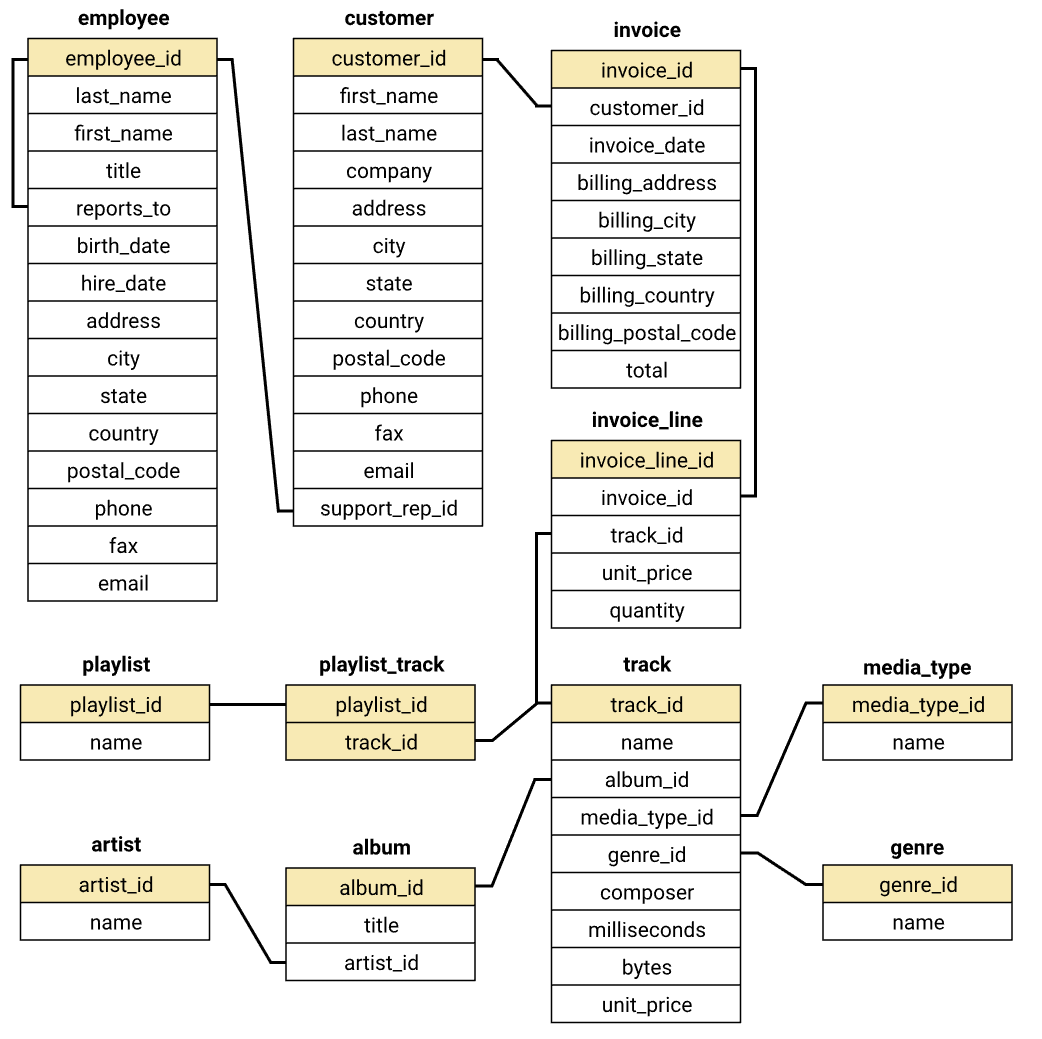 employee
employee_id
last_name
first_name
title
reports_to
birth_date
hire_date
address
city
state
country
postal_code
phone
fax
email
customer
customer_id
first_name
last_name
company
address
city
state
country
postal_code
phone
fax
email
support_rep_id
invoice
invoice_id
customer_id
invoice_date
billing_address
billing_city
billing_state
billing_country
billing_postal_code
total
invoice_line
invoice_line_id
invoice_id
track_id
unit_price
quantity
playlist
playlist_id
name
playlist_track
playlist_id
track_id
track
track_id
name
album_id
media_type_id
genre_id
composer
milliseconds
bytes
unit_price
media_type
media_type_id
name
artist
artist_id
name
album
album_id
title
artist_id
genre
genre_id
name